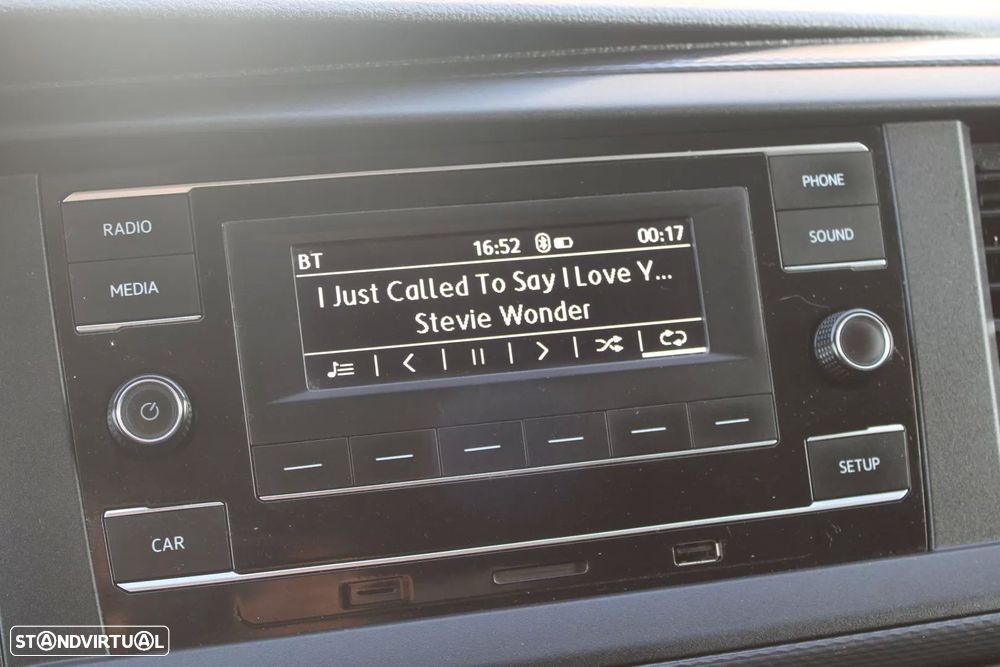 RADIO
MEDIA
CAR
BT 16:52 00:17
I Just Called To Say I Love Y...
Stevie Wonder
PHONE
SOUND
SETUP
STANDVIRTUAL